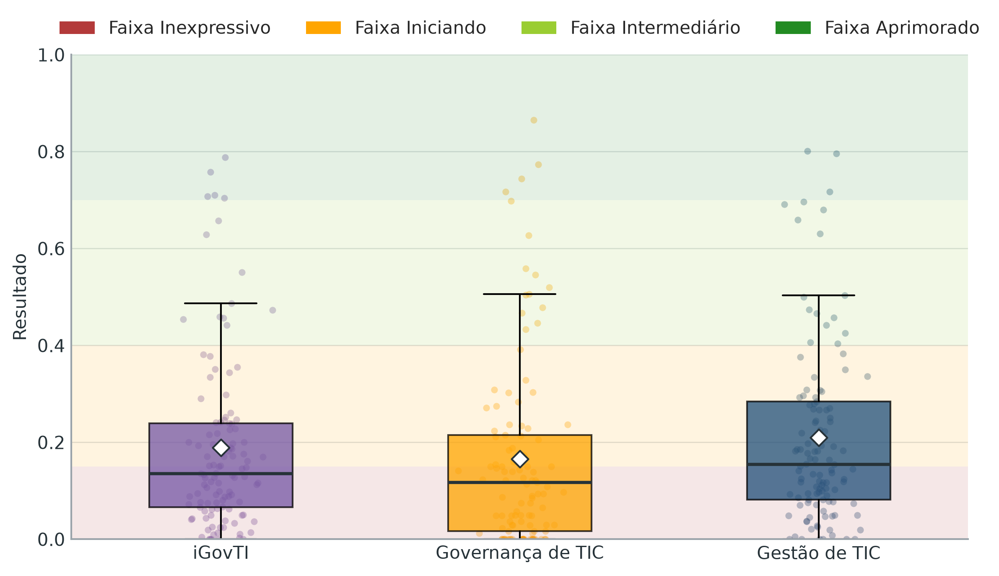 Faixa Inexpressivo Faixa Iniciando Faixa Intermediário Faixa Aprimorado
1.0
0.8
0.6
0.4
0.2
0.0
Resultado
iGovTI Governança de TIC Gestão de TIC